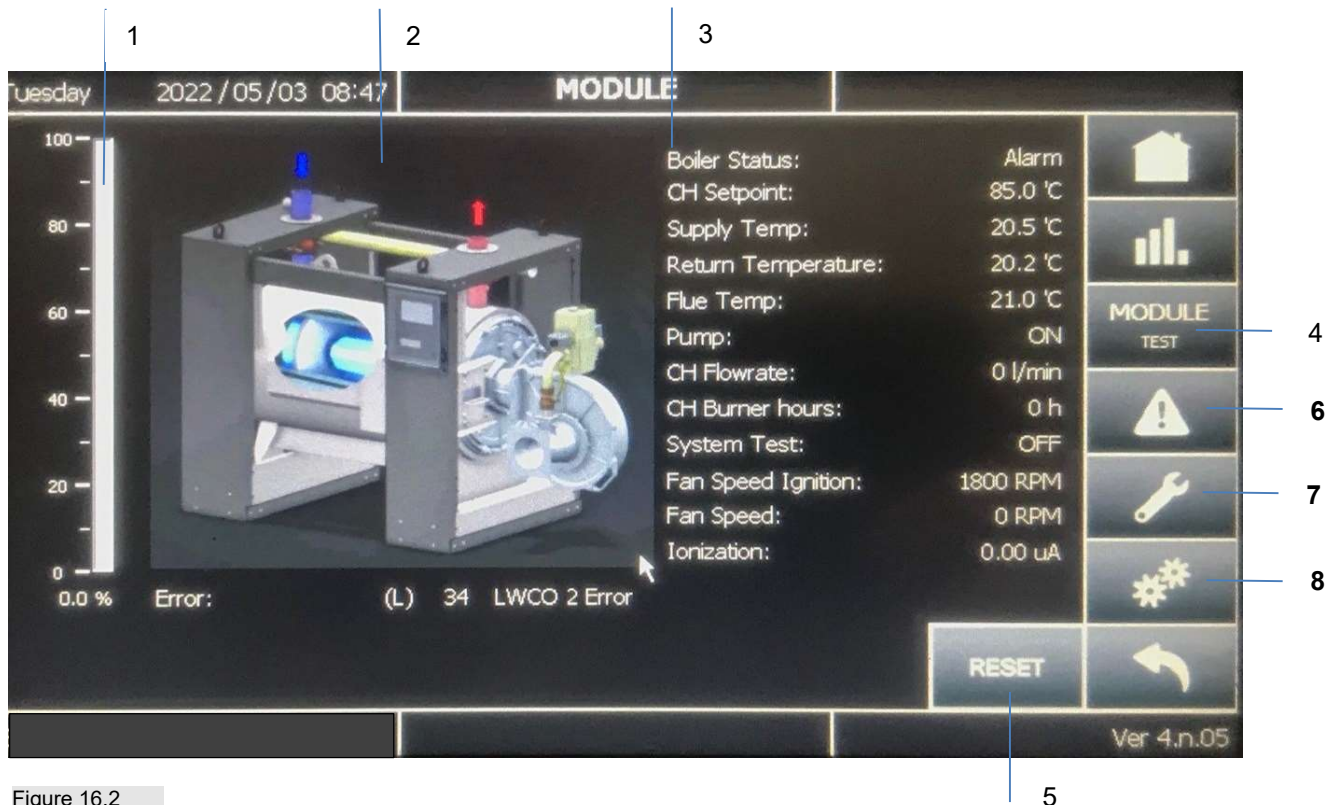 1 2 3
Tuesday 2022/05/03 08:47 MODULE
100
80
60
40
20
0
0.0 %
Boiler Status: Alarm
CH Setpoint: 85.0 'C
Supply Temp: 20.5 'C
Return Temperature: 20.2 'C
Flue Temp: 21.0 'C
Pump: ON
CH Flowrate: 0 l/min
CH Burner hours: 0 h
System Test: OFF
Fan Speed Ignition: 1800 RPM
Fan Speed: 0 RPM
Ionization: 0.00 uA
Error: (L) 34 LWCO 2 Error
MODULE
TEST
4
6
7
8
RESET
Ver 4.n.05
Figure 16.2
5